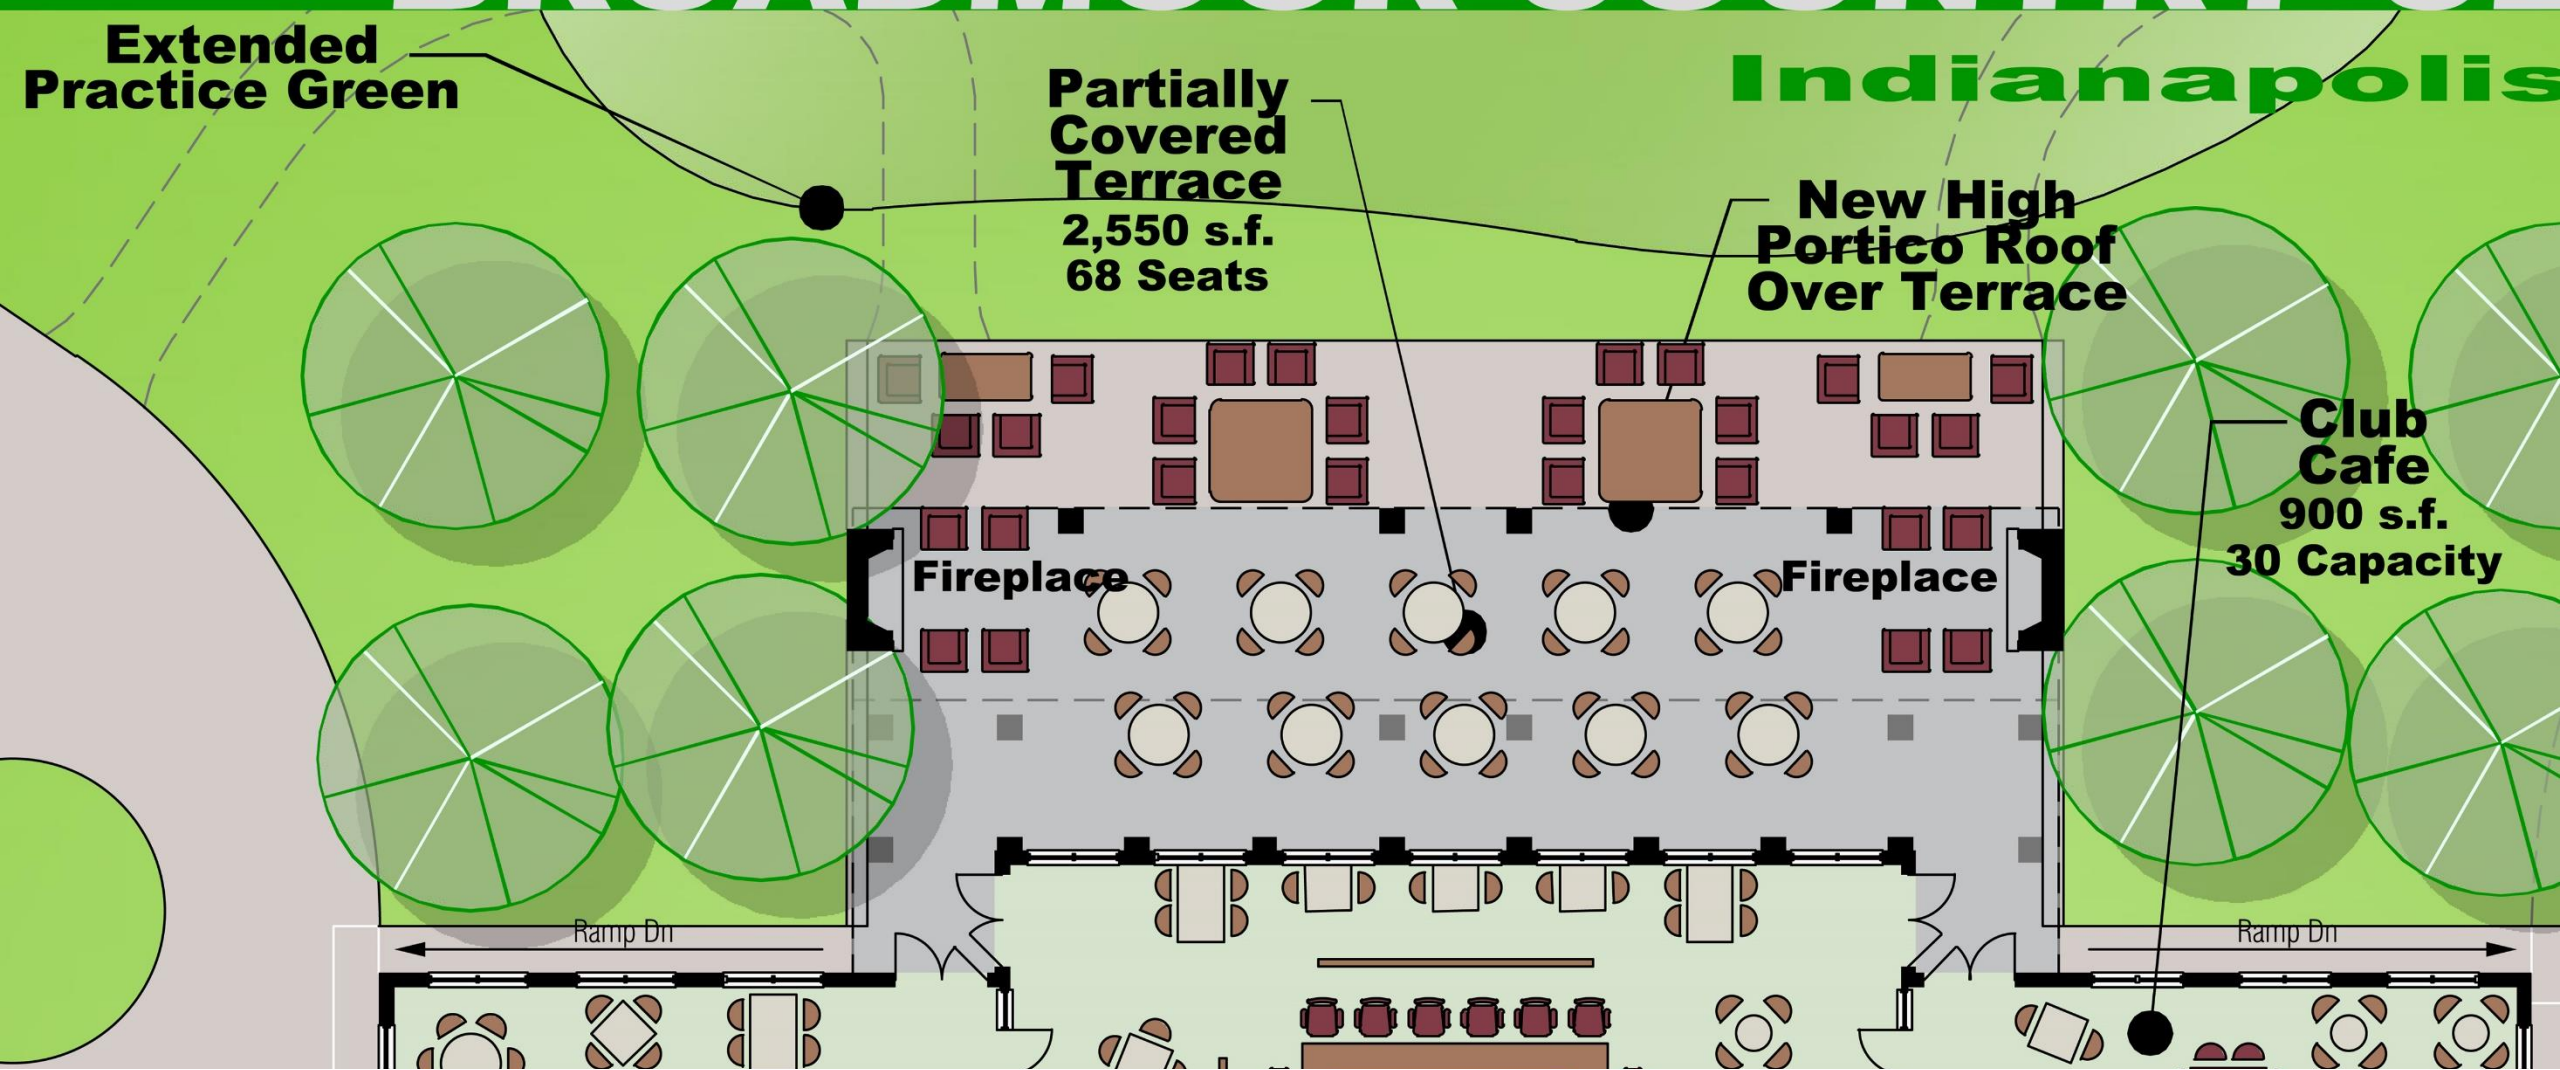 Indianapolis
Extended
Practice Green
Partially
Covered
Terrace
2,550 s.f.
68 Seats
New High
Portico Roof
Over Terrace
Club
Cafe
900 s.f.
30 Capacity
Fireplace
Fireplace
Ramp Dn
Ramp Dn